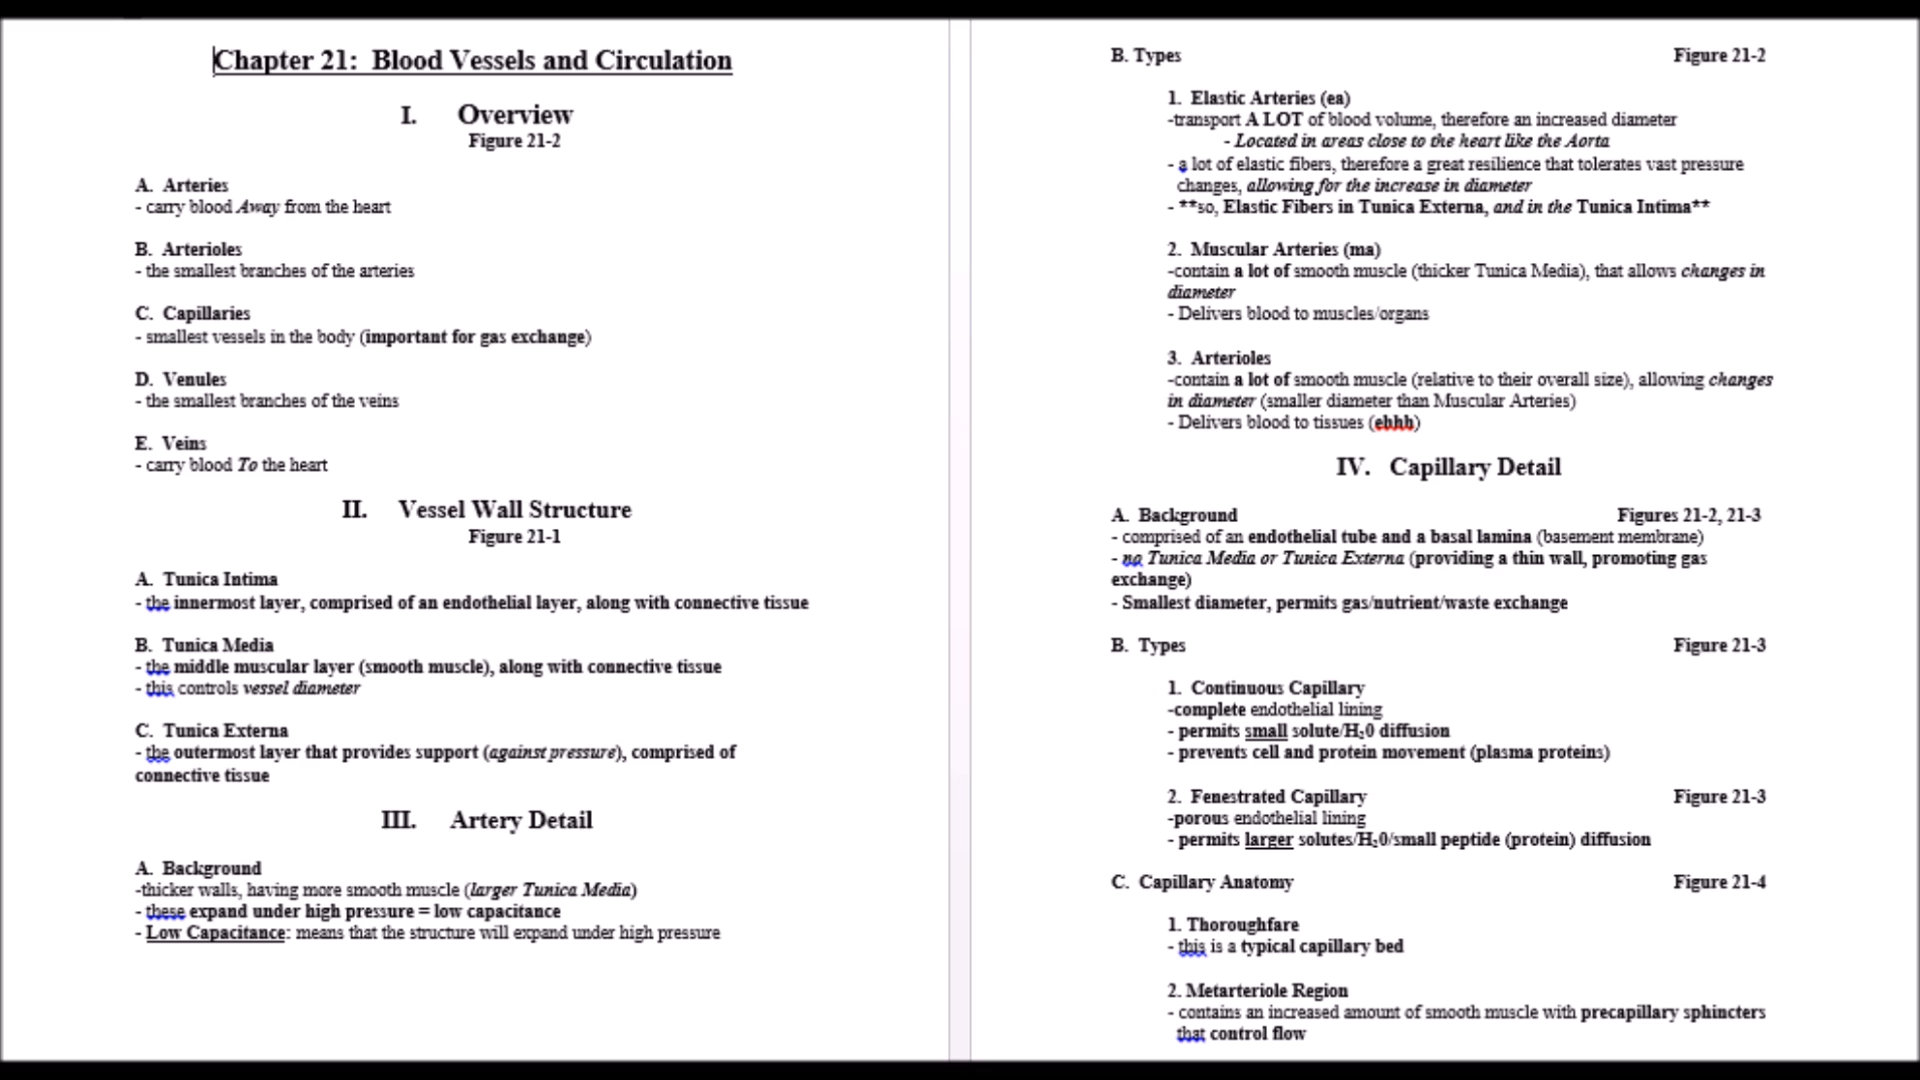 Chapter 21: Blood Vessels and Circulation
I. Overview
Figure 21-2
A. Arteries
- carry blood Away from the heart
B. Arterioles
- the smallest branches of the arteries
C. Capillaries
- smallest vessels in the body (important for gas exchange)
D. Venules
- the smallest branches of the veins
E. Veins
- carry blood To the heart
II. Vessel Wall Structure
Figure 21-1
A. Tunica Intima
- the innermost layer, comprised of an endothelial layer, along with connective tissue
B. Tunica Media
- the middle muscular layer (smooth muscle), along with connective tissue
- this controls vessel diameter
C. Tunica Externa
- the outermost layer that provides support (against pressure), comprised of
connective tissue
III. Artery Detail
A. Background
-thicker walls, having more smooth muscle (larger Tunica Media)
- these expand under high pressure = low capacitance
- Low Capacitance: means that the structure will expand under high pressure
B. Types Figure 21-2
1. Elastic Arteries (ea)
-transport A LOT of blood volume, therefore an increased diameter
- Located in areas close to the heart like the Aorta
- a lot of elastic fibers, therefore a great resilience that tolerates vast pressure
changes, allowing for the increase in diameter
- **so, Elastic Fibers in Tunica Externa, and in the Tunica Intima**
2. Muscular Arteries (ma)
-contain a lot of smooth muscle (thicker Tunica Media), that allows changes in
diameter
- Delivers blood to muscles/organs
3. Arterioles
-contain a lot of smooth muscle (relative to their overall size), allowing changes
in diameter (smaller diameter than Muscular Arteries)
- Delivers blood to tissues (ehhh)
IV. Capillary Detail
A. Background Figures 21-2, 21-3
- comprised of an endothelial tube and a basal lamina (basement membrane)
- no Tunica Media or Tunica Externa (providing a thin wall, promoting gas
exchange)
- Smallest diameter, permits gas/nutrient/waste exchange
B. Types Figure 21-3
1. Continuous Capillary
-complete endothelial lining
- permits small solute/H₂0 diffusion
- prevents cell and protein movement (plasma proteins)
2. Fenestrated Capillary Figure 21-3
-porous endothelial lining
- permits larger solutes/H₂0/small peptide (protein) diffusion
C. Capillary Anatomy Figure 21-4
1. Thoroughfare
- this is a typical capillary bed
2. Metarteriole Region
- contains an increased amount of smooth muscle with precapillary sphincters
that control flow